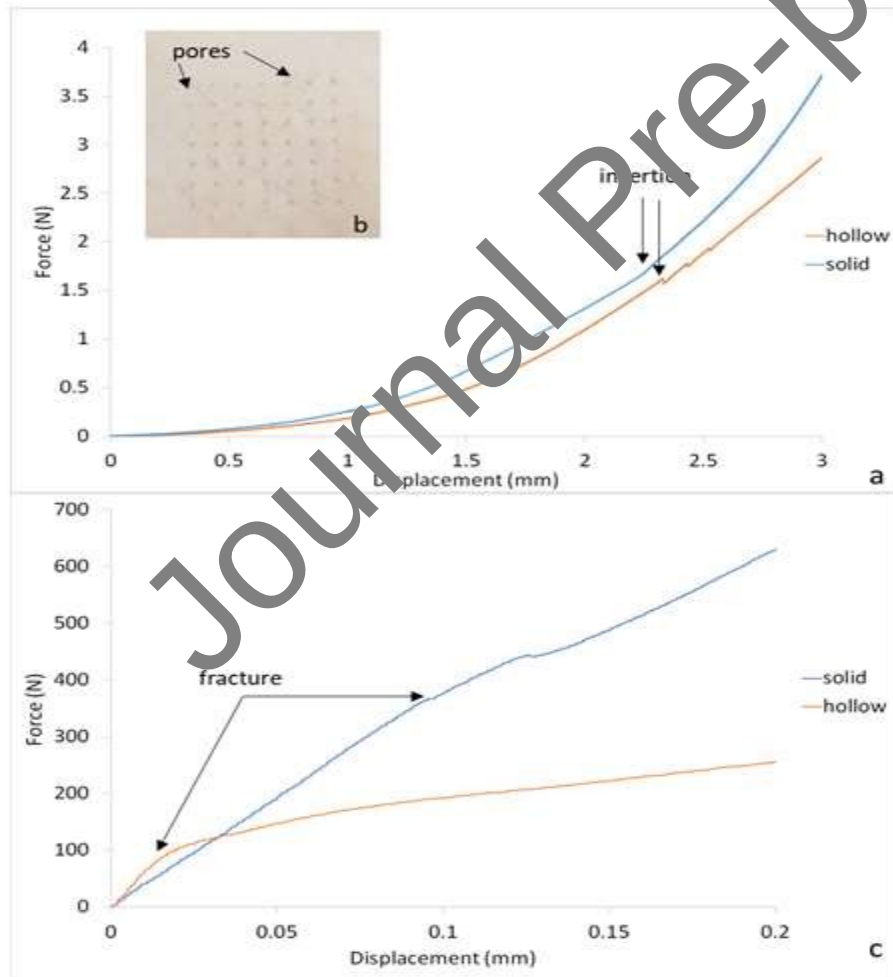 Journal Pre-p
4
3.5
3
2.5
2
1.5
1
0.5
0
Force (N)
pores
b
insertion
hollow
solid
0 0.5 1 1.5 2 2.5 3
Displacement (mm)
a
700
600
500
400
300
200
100
0
Force (N)
fracture
solid
hollow
0 0.05 0.1 0.15 0.2
Displacement (mm)
c